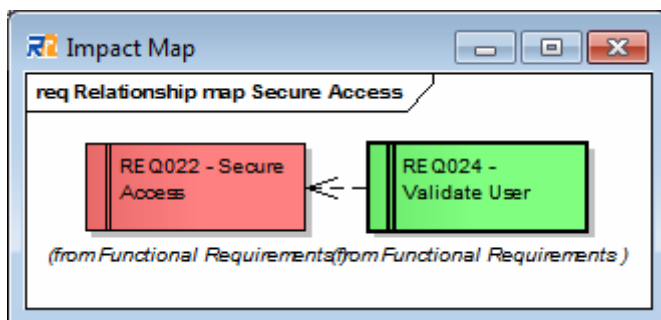 Impact Map
req Relationship map Secure Access
REQ022 - Secure
Access
REQ024 -
Validate User
(from Functional Requirements )
(from Functional Requirements )